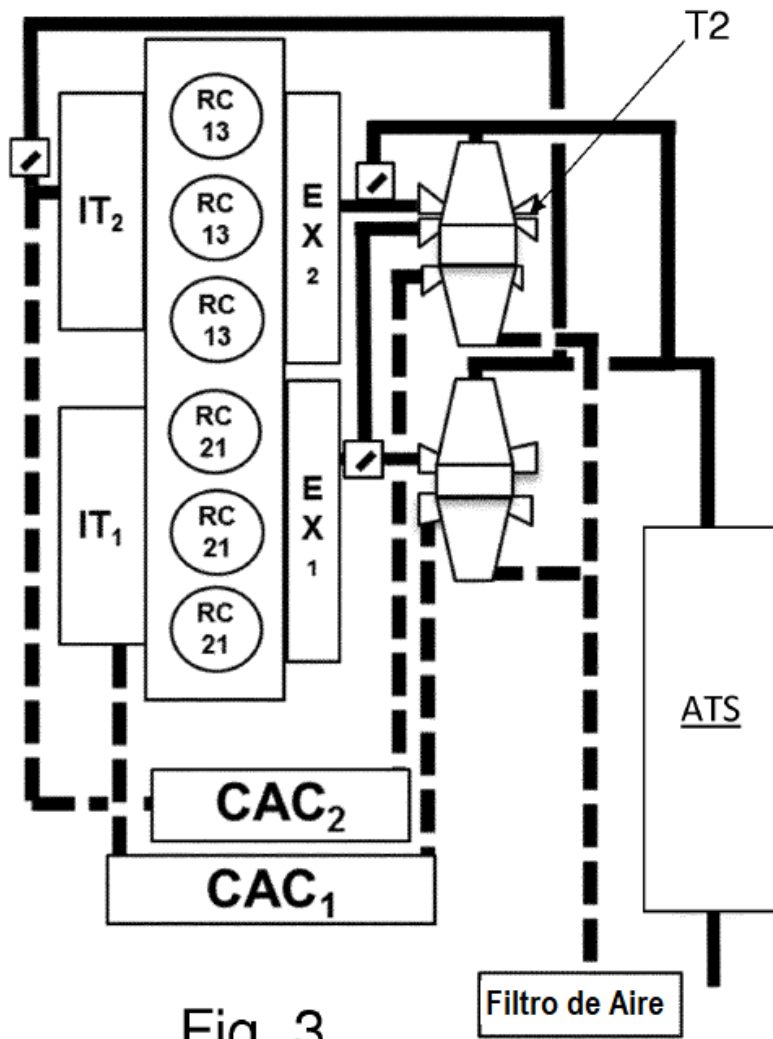 T2
RC
13
RC
13
RC
13
RC
21
RC
21
RC
21
IT₂
IT₁
E
X
2
E
X
1
ATS
CAC₂
CAC₁
Filtro de Aire
Fig. 3